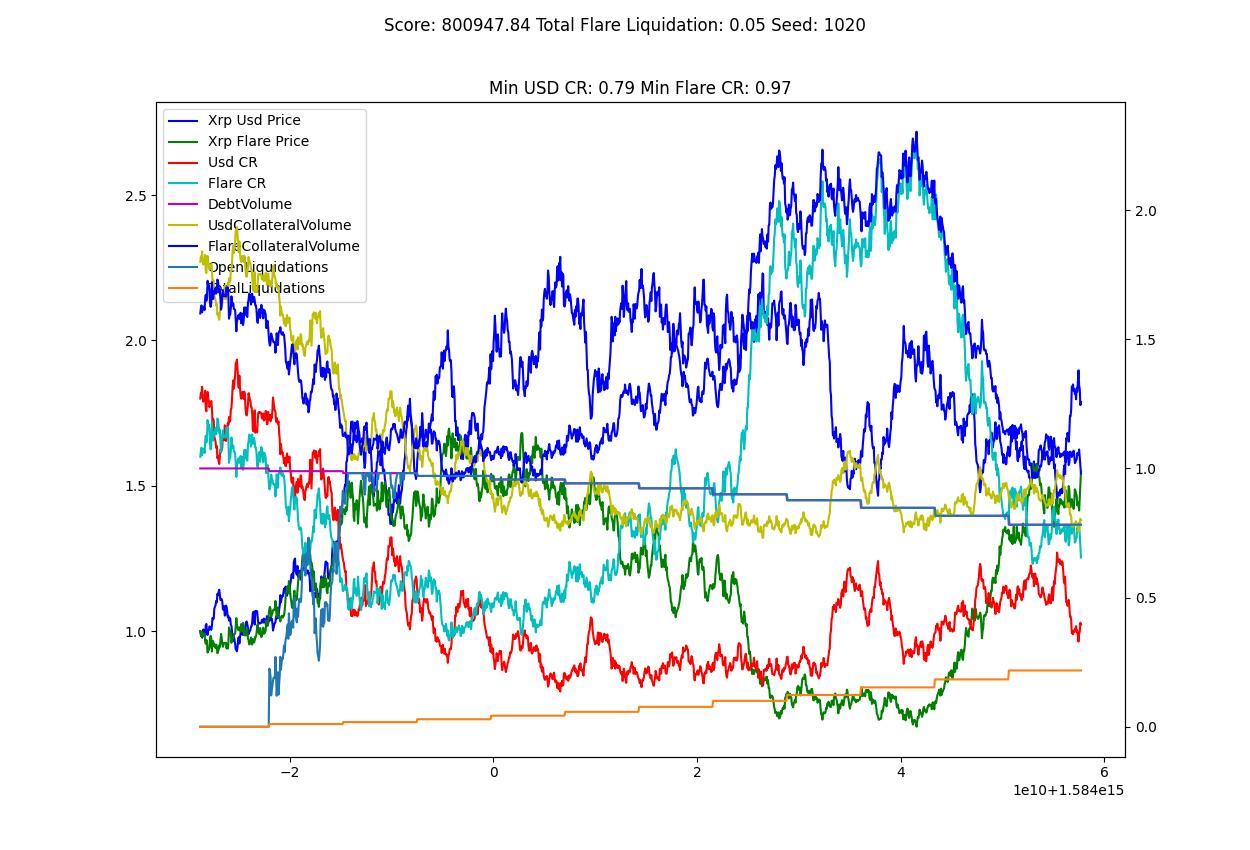 Score: 800947.84 Total Flare Liquidation: 0.05 Seed: 1020
Min USD CR: 0.79 Min Flare CR: 0.97
Xrp Usd Price
Xrp Flare Price
Usd CR
Flare CR
DebtVolume
UsdCollateralVolume
FlareCollateralVolume
OpenLiquidations
TotalLiquidations
2.5
2.0
1.5
1.0
2.0
1.5
1.0
0.5
0.0
−2
0
2
4
6
1e10+1.584e15